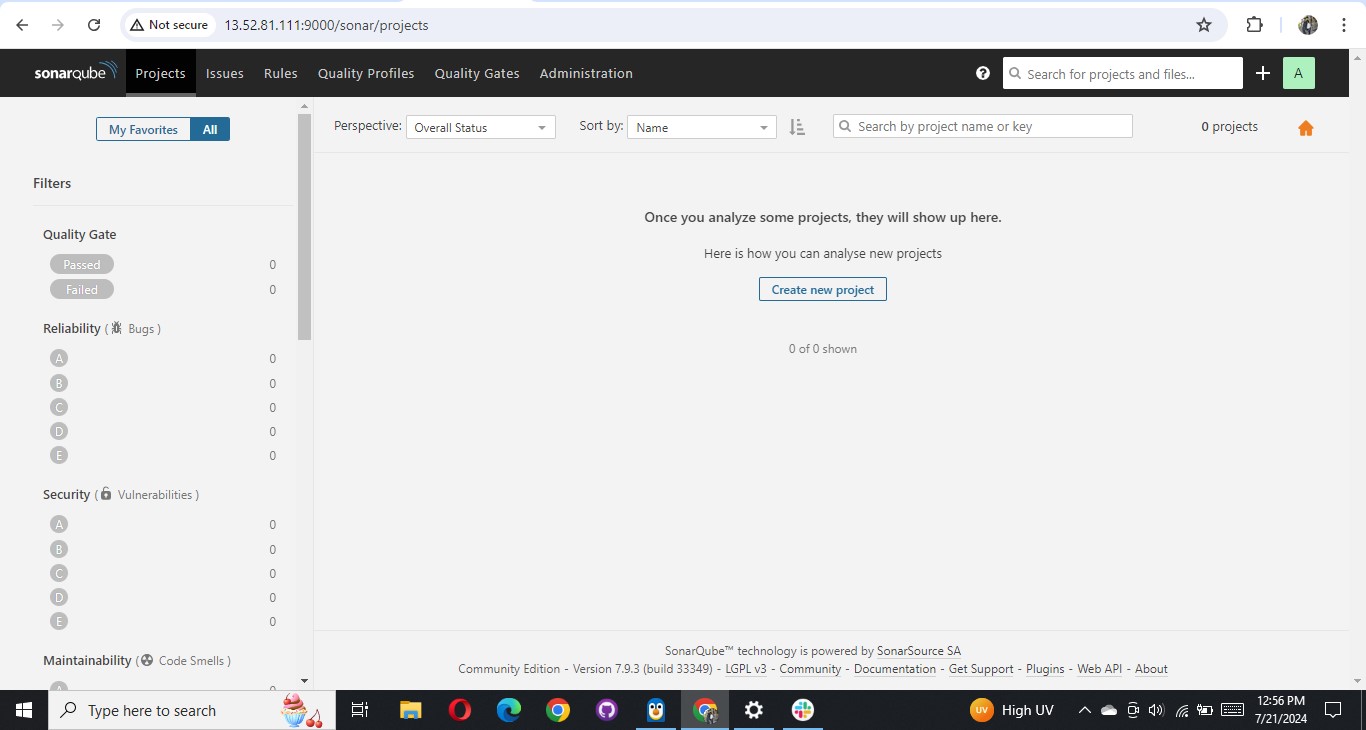 Not secure 13.52.81.111:9000/sonar/projects
sonarqube Projects Issues Rules Quality Profiles Quality Gates Administration ? Search for projects and files... + A
My Favorites All
Perspective: Overall Status Sort by: Name Search by project name or key 0 projects
Filters
Quality Gate
Passed 0
Failed 0
Reliability ( Bugs )
A 0
B 0
C 0
D 0
E 0
Security ( Vulnerabilities )
A 0
B 0
C 0
D 0
E 0
Maintainability ( Code Smells )
A 0
Once you analyze some projects, they will show up here.
Here is how you can analyse new projects
Create new project
0 of 0 shown
SonarQube™ technology is powered by SonarSource SA
Community Edition - Version 7.9.3 (build 33349) - LGPL v3 - Community - Documentation - Get Support - Plugins - Web API - About
Type here to search
UV High UV
12:56 PM
7/21/2024